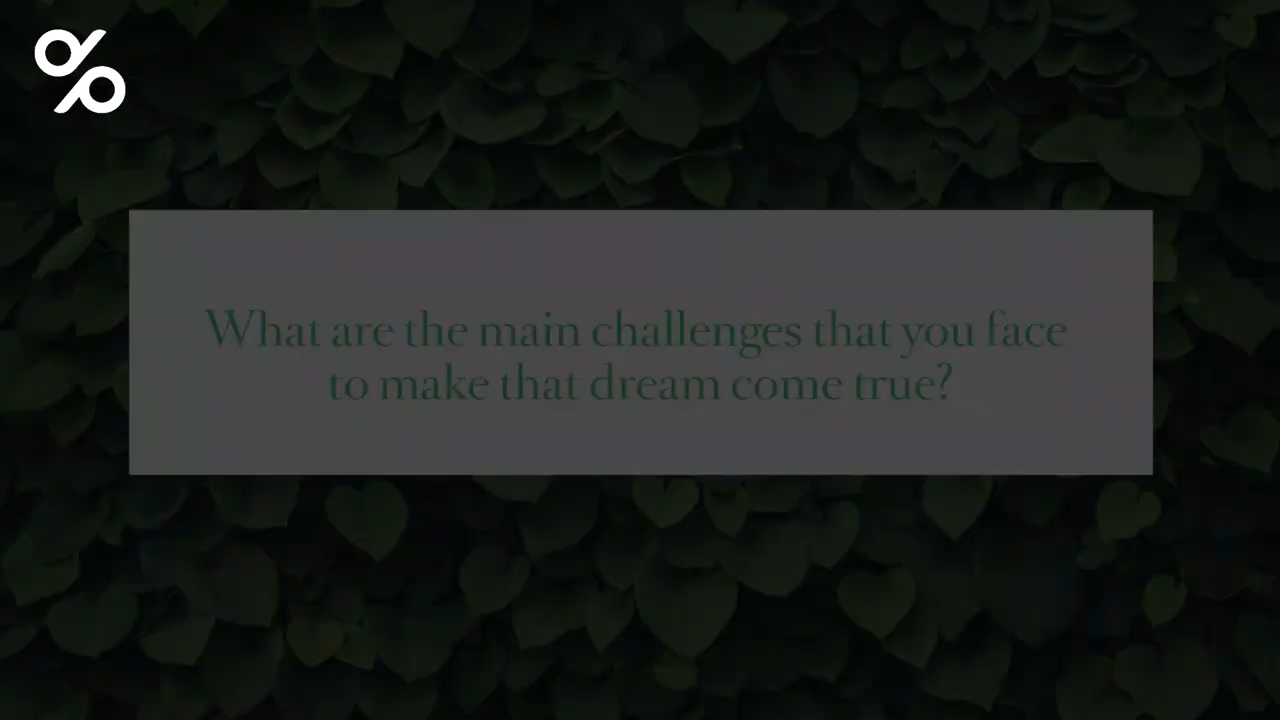 What are the main challenges that you face
to make that dream come true?